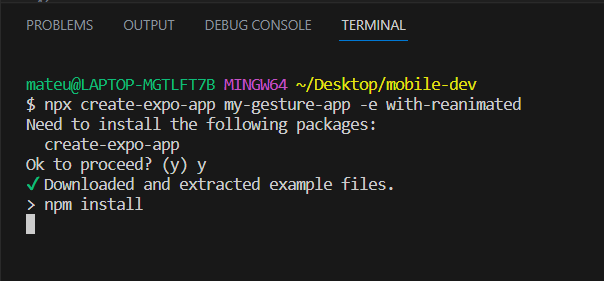 PROBLEMS OUTPUT DEBUG CONSOLE TERMINAL
mateu@LAPTOP-MGTLFT7B MINGW64 ~/Desktop/mobile-dev
$ npx create-expo-app my-gesture-app -e with-reanimated
Need to install the following packages:
  create-expo-app
Ok to proceed? (y) y
✓ Downloaded and extracted example files.
> npm install